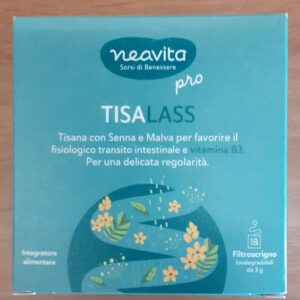 neavita
Sorsi di Benessere
pro
TISALASS
Tisana con Senna e Malva per favorire il
fisiologico transito intestinale e vitamina B3.
Per una delicata regolarità.
Integratore
alimentare
18
Filtroscrigno
biodegradabili
da 3 g